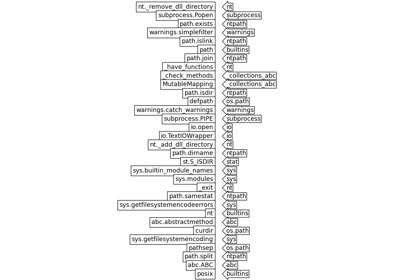 nt._remove_dll_directory nt
subprocess.Popen subprocess
path.exists ntpath
warnings.simplefilter warnings
path.islink ntpath
path builtins
path.join ntpath
_have_functions nt
_check_methods _collections_abc
MutableMapping _collections_abc
path.isdir ntpath
defpath os.path
warnings.catch_warnings warnings
subprocess.PIPE subprocess
io.open io
io.TextIOWrapper io
nt._add_dll_directory nt
path.dirname ntpath
st.S_ISDIR stat
sys.builtin_module_names sys
sys.modules sys
_exit nt
path.samestat ntpath
sys.getfilesystemencodeerrors sys
nt builtins
abc.abstractmethod abc
curdir os.path
sys.getfilesystemencoding sys
pathsep os.path
path.split ntpath
abc.ABC abc
posix builtins